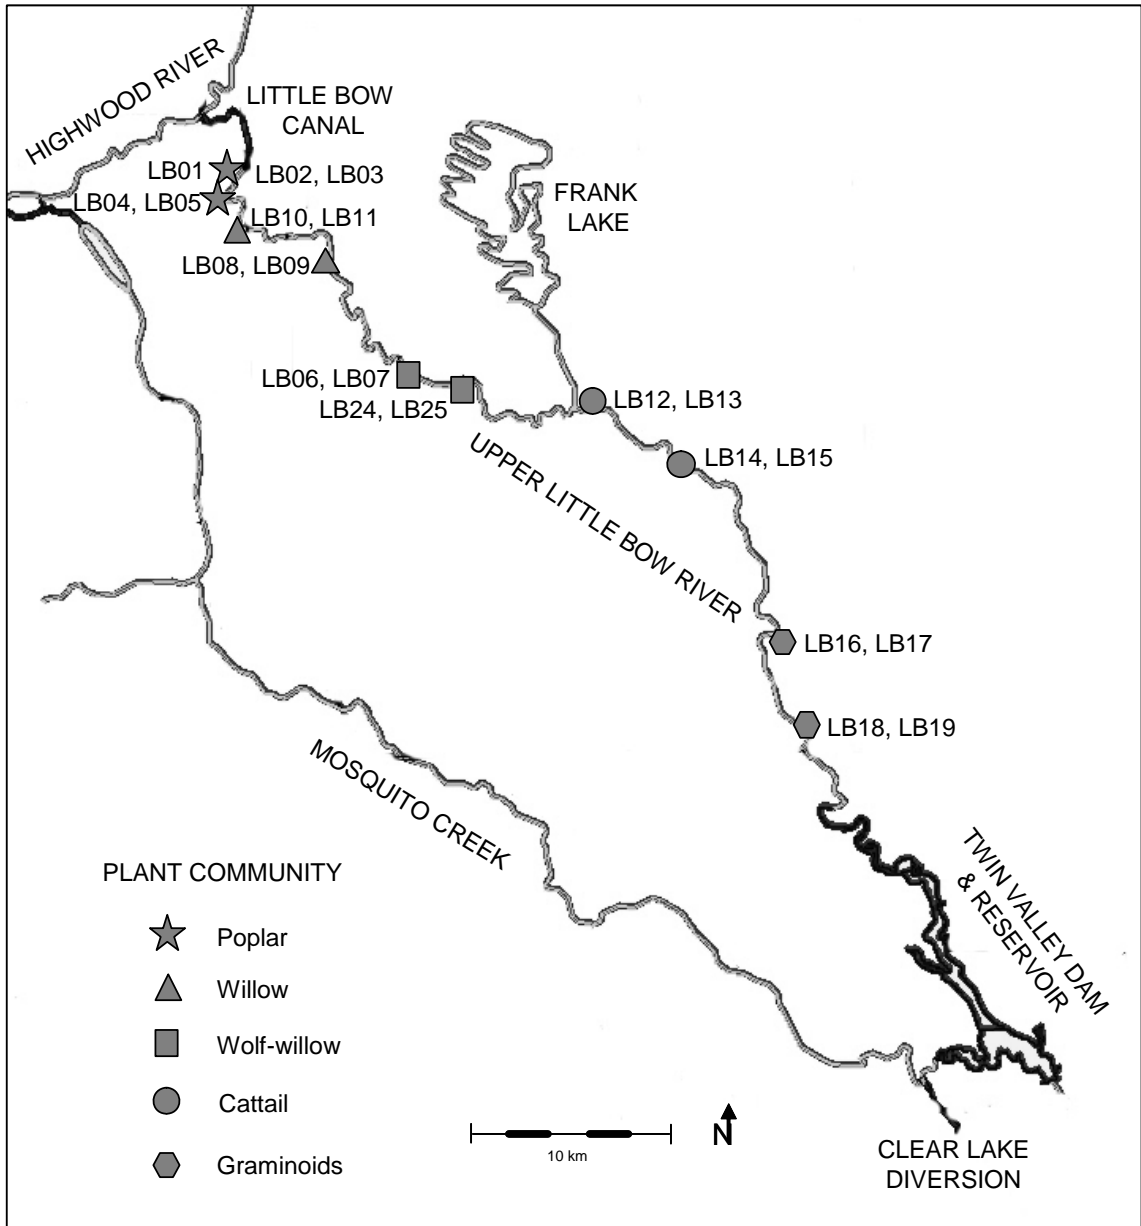 HIGHWOOD RIVER
LITTLE BOW
CANAL
LB01
LB02, LB03
LB04, LB05
LB10, LB11
LB08, LB09
FRANK
LAKE
LB06, LB07
LB24, LB25
LB12, LB13
LB14, LB15
UPPER LITTLE BOW RIVER
LB16, LB17
LB18, LB19
MOSQUITO CREEK
TWIN VALLEY DAM
& RESERVOIR
PLANT COMMUNITY
Poplar
Willow
Wolf-willow
Cattail
Graminoids
10 km
N
CLEAR LAKE
DIVERSION